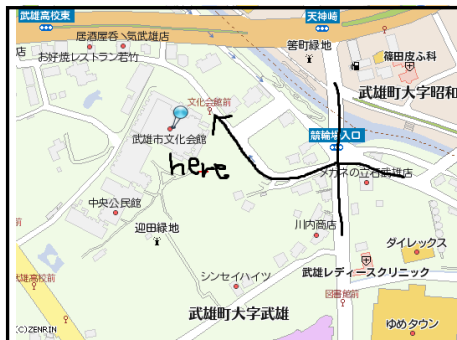 武雄高校東
天神崎
居酒屋呑ヽ気武雄店
お好焼レストラン若竹
店
筈町緑地
篠田皮ふ科
武雄町大字昭和
文化会館前
武雄市文化会館
競輪場入口
here
メガネの立石武雄店
中央公民館
迎田緑地
川内商店
ダイレックス
武雄高校前
シンセイハイツ
武雄レディースクリニック
図書館前
武雄町大字武雄
ゆめタウン
(C)ZENRIN